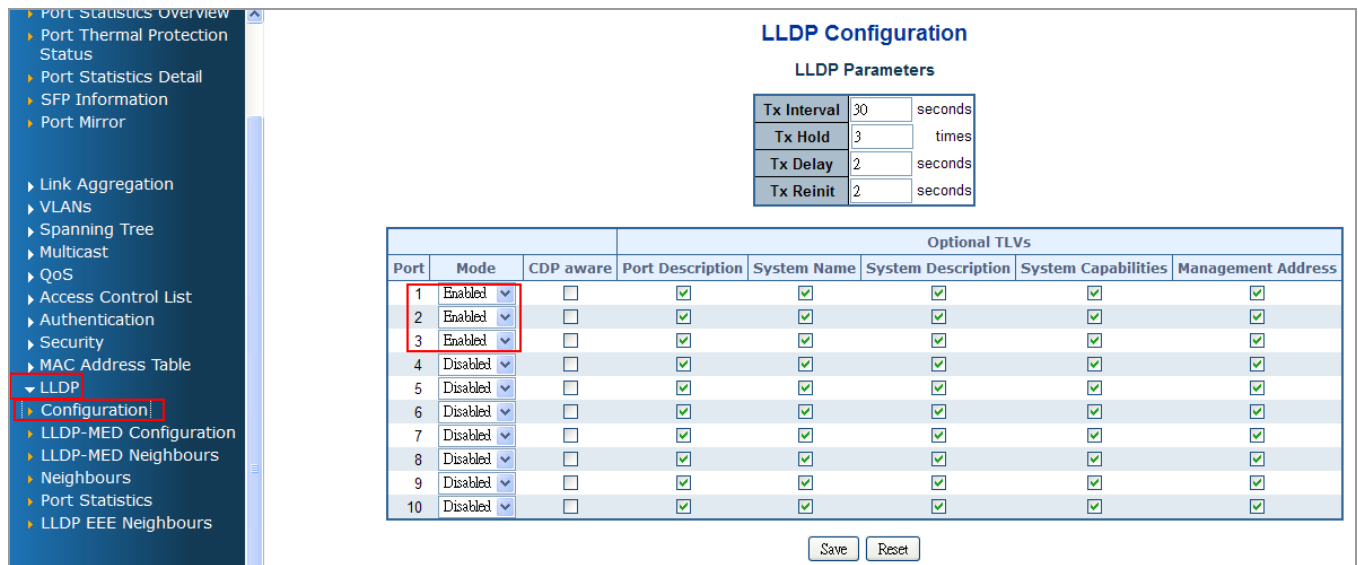 Port Statistics Overview
Port Thermal Protection
Status
Port Statistics Detail
SFP Information
Port Mirror
Link Aggregation
VLANs
Spanning Tree
Multicast
QoS
Access Control List
Authentication
Security
MAC Address Table
LLDP
Configuration
LLDP-MED Configuration
LLDP-MED Neighbours
Neighbours
Port Statistics
LLDP EEE Neighbours
LLDP Configuration
LLDP Parameters
Tx Interval 30 seconds
Tx Hold 3 times
Tx Delay 2 seconds
Tx Reinit 2 seconds
Optional TLVs
Port Mode CDP aware Port Description System Name System Description System Capabilities Management Address
1 Enabled
2 Enabled
3 Enabled
4 Disabled
5 Disabled
6 Disabled
7 Disabled
8 Disabled
9 Disabled
10 Disabled
Save Reset